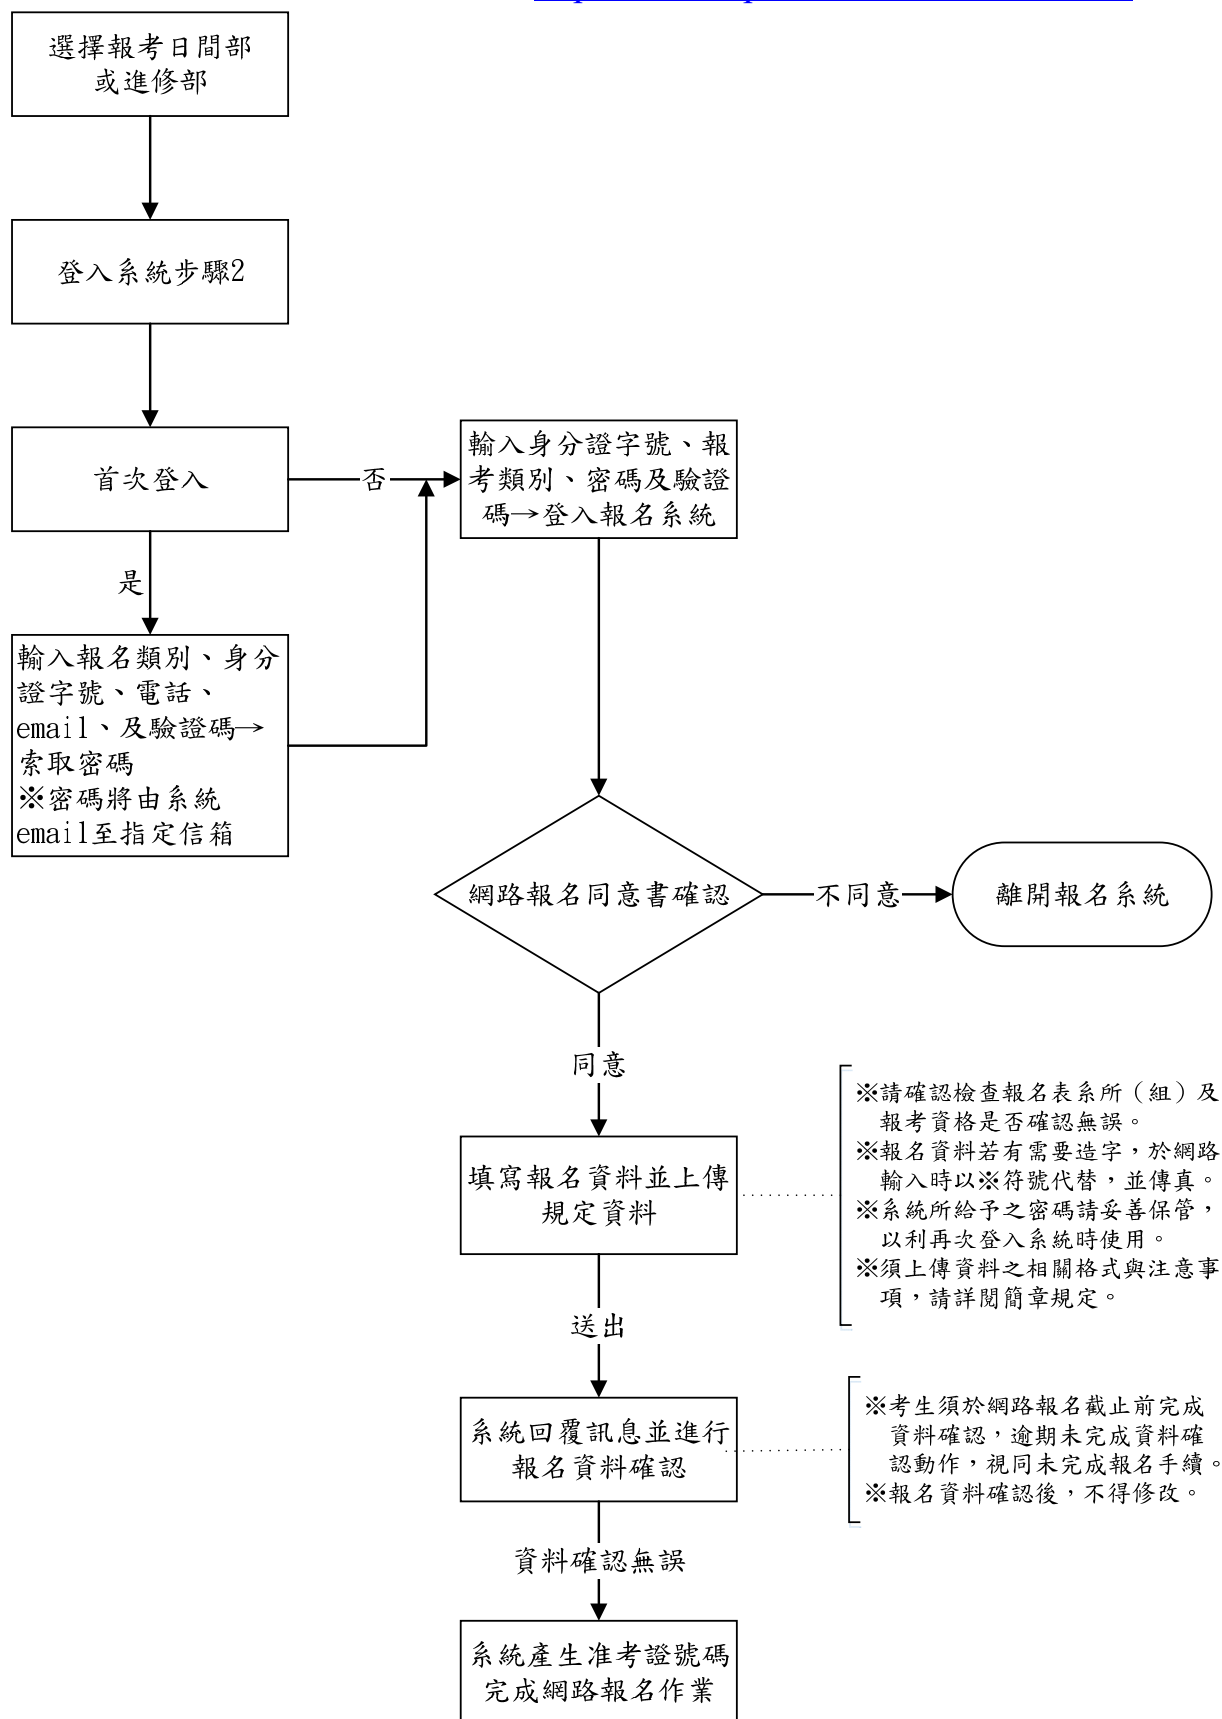 選擇報考日間部
或進修部
登入系統步驟2
首次登入
否
輸入身分證字號、報
考類別、密碼及驗證
碼→登入報名系統
是
輸入報名類別、身分
證字號、電話、
email、及驗證碼→
索取密碼
※密碼將由系統
email至指定信箱
網路報名同意書確認
不同意
離開報名系統
同意
填寫報名資料並上傳
規定資料
※請確認檢查報名表系所（組）及
報考資格是否確認無誤。
※報名資料若有需要造字，於網路
輸入時以※符號代替，並傳真。
※系統所給予之密碼請妥善保管，
以利再次登入系統時使用。
※須上傳資料之相關格式與注意事
項，請詳閱簡章規定。
送出
系統回覆訊息並進行
報名資料確認
※考生須於網路報名截止前完成
資料確認，逾期未完成資料確
認動作，視同未完成報名手續。
※報名資料確認後，不得修改。
資料確認無誤
系統產生准考證號碼
完成網路報名作業